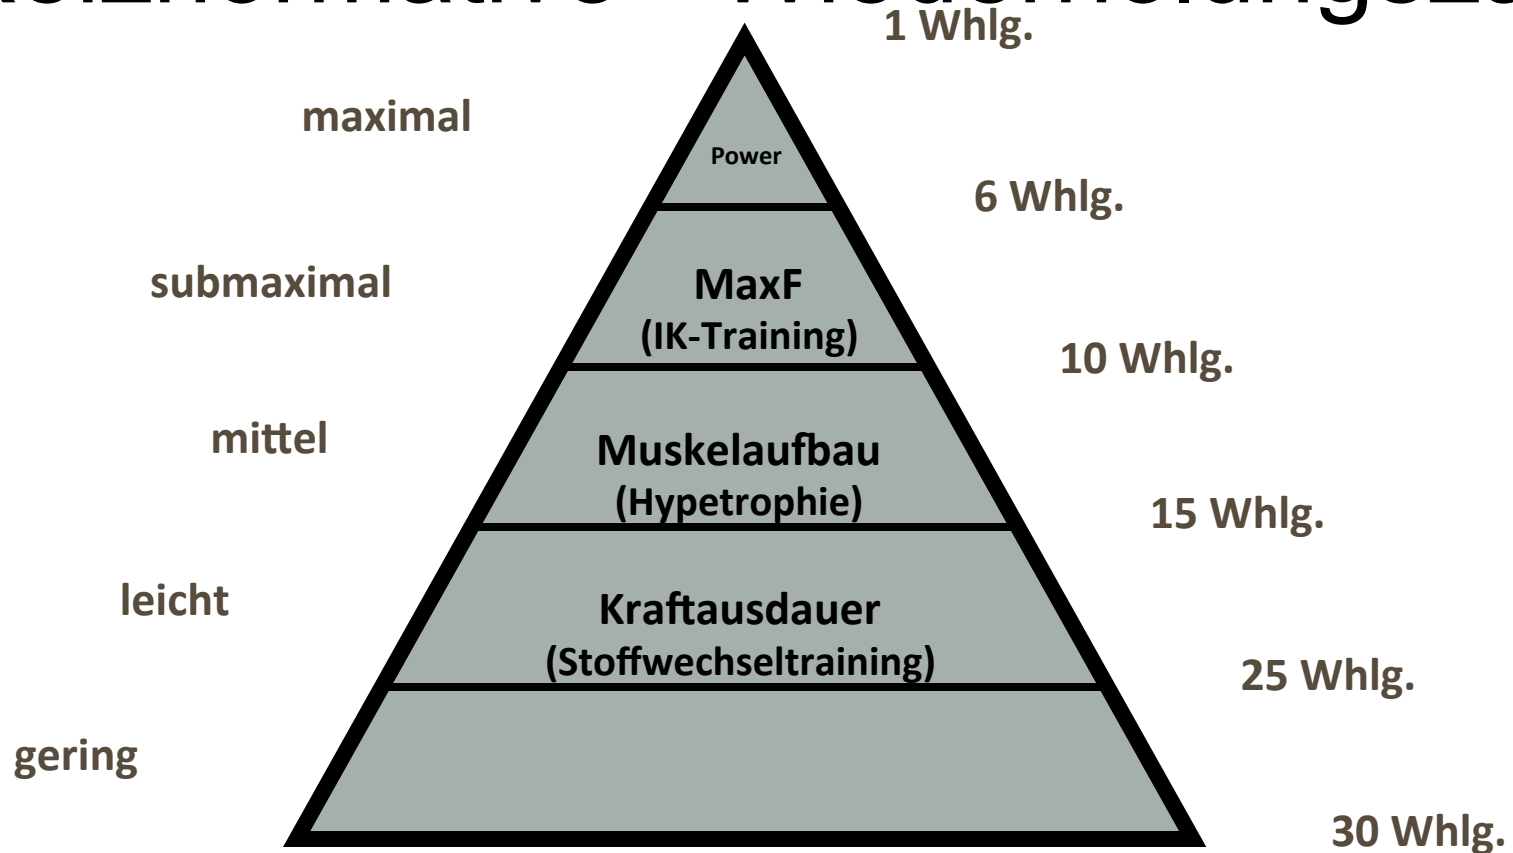 1 Whlg.
maximal
Power
6 Whlg.
submaximal
MaxF
(IK-Training)
10 Whlg.
mittel
Muskelaufbau
(Hypetrophie)
15 Whlg.
leicht
Kraftausdauer
(Stoffwechseltraining)
25 Whlg.
gering
30 Whlg.